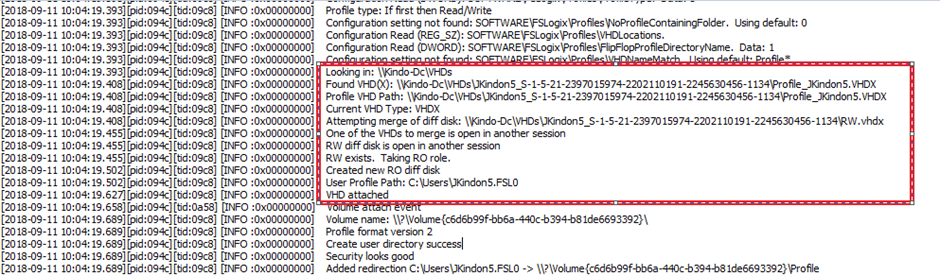 [2018-09-11 10:04:19.393][pid:094c][tid:09c8] [INFO :0x00000000] Profile type: If first then Read/Write
[2018-09-11 10:04:19.393][pid:094c][tid:09c8] [INFO :0x00000000] Configuration setting not found: SOFTWARE\FSLogix\Profiles\NoProfileContainingFolder. Using default: 0
[2018-09-11 10:04:19.393][pid:094c][tid:09c8] [INFO :0x00000000] Configuration Read (REG_SZ): SOFTWARE\FSLogix\Profiles\VHDLocations.
[2018-09-11 10:04:19.393][pid:094c][tid:09c8] [INFO :0x00000000] Configuration Read (DWORD): SOFTWARE\FSLogix\Profiles\FlipFlopProfileDirectoryName. Data: 1
[2018-09-11 10:04:19.393][pid:094c][tid:09c8] [INFO :0x00000000] Configuration setting not found: SOFTWARE\FSLogix\Profiles\VHDNameMatch. Using default: Profile*
[2018-09-11 10:04:19.393][pid:094c][tid:09c8] [INFO :0x00000000] Looking in: \\Kindo-Dc\VHDs
[2018-09-11 10:04:19.408][pid:094c][tid:09c8] [INFO :0x00000000] Found VHD(X): \\Kindo-Dc\VHDs\JKindon5_S-1-5-21-2397015974-2202110191-2245630456-1134\Profile_JKindon5.VHDX
[2018-09-11 10:04:19.408][pid:094c][tid:09c8] [INFO :0x00000000] Profile VHD Path: \\Kindo-Dc\VHDs\JKindon5_S-1-5-21-2397015974-2202110191-2245630456-1134\Profile_JKindon5.VHDX
[2018-09-11 10:04:19.408][pid:094c][tid:09c8] [INFO :0x00000000] Current VHD Type: VHDX
[2018-09-11 10:04:19.408][pid:094c][tid:09c8] [INFO :0x00000000] Attempting merge of diff disk: \\Kindo-Dc\VHDs\JKindon5_S-1-5-21-2397015974-2202110191-2245630456-1134\RW.vhdx
[2018-09-11 10:04:19.455][pid:094c][tid:09c8] [INFO :0x00000000] One of the VHDs to merge is open in another session
[2018-09-11 10:04:19.455][pid:094c][tid:09c8] [INFO :0x00000000] RW diff disk is open in another session
[2018-09-11 10:04:19.455][pid:094c][tid:09c8] [INFO :0x00000000] RW exists. Taking RO role.
[2018-09-11 10:04:19.502][pid:094c][tid:09c8] [INFO :0x00000000] Created new RO diff disk
[2018-09-11 10:04:19.502][pid:094c][tid:09c8] [INFO :0x00000000] User Profile Path: C:\Users\JKindon5.FSL0
[2018-09-11 10:04:19.627][pid:094c][tid:09c8] [INFO :0x00000000] VHD attached
[2018-09-11 10:04:19.658][pid:094c][tid:0a58] [INFO :0x00000000] Volume attach event
[2018-09-11 10:04:19.689][pid:094c][tid:09c8] [INFO :0x00000000] Volume name: \\?\Volume{c6d6b99f-bb6a-440c-b394-b81de6693392}\
[2018-09-11 10:04:19.689][pid:094c][tid:09c8] [INFO :0x00000000] Profile format version 2
[2018-09-11 10:04:19.689][pid:094c][tid:09c8] [INFO :0x00000000] Create user directory success
[2018-09-11 10:04:19.689][pid:094c][tid:09c8] [INFO :0x00000000] Security looks good
[2018-09-11 10:04:19.689][pid:094c][tid:09c8] [INFO :0x00000000] Added redirection C:\Users\JKindon5.FSL0 -> \\?\Volume{c6d6b99f-bb6a-440c-b394-b81de6693392}\Profile